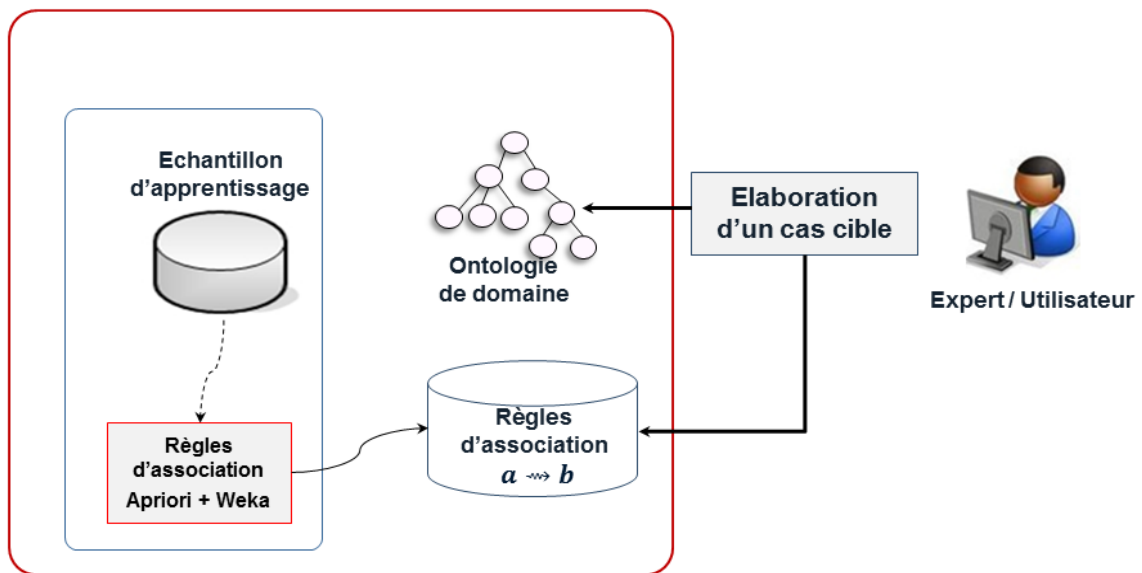 Echantillon
d'apprentissage
Ontologie
de domaine
Elaboration
d'un cas cible
Expert / Utilisateur
Règles
d'association
Apriori + Weka
Règles
d'association
a ⇝ b